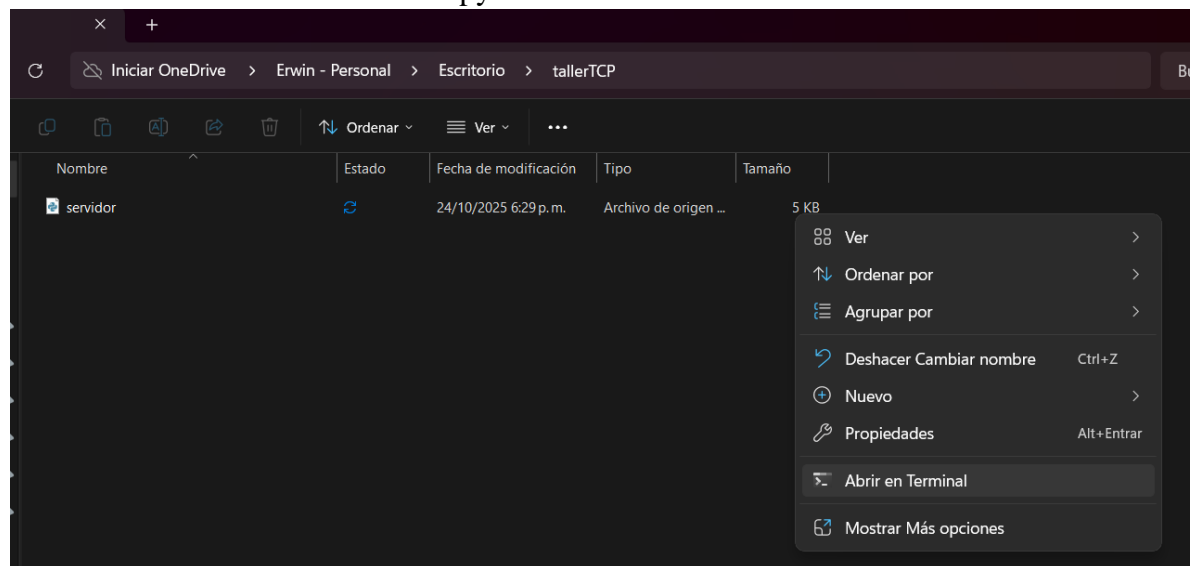 py
Iniciar OneDrive > Erwin - Personal > Escritorio > tallerTCP
Ordenar Ver ...
Nombre Estado Fecha de modificación Tipo Tamaño
servidor 24/10/2025 6:29 p. m. Archivo de origen ... 5 KB
Ver
Ordenar por
Agrupar por
Deshacer Cambiar nombre Ctrl+Z
Nuevo
Propiedades Alt+Entrar
Abrir en Terminal
Mostrar Más opciones